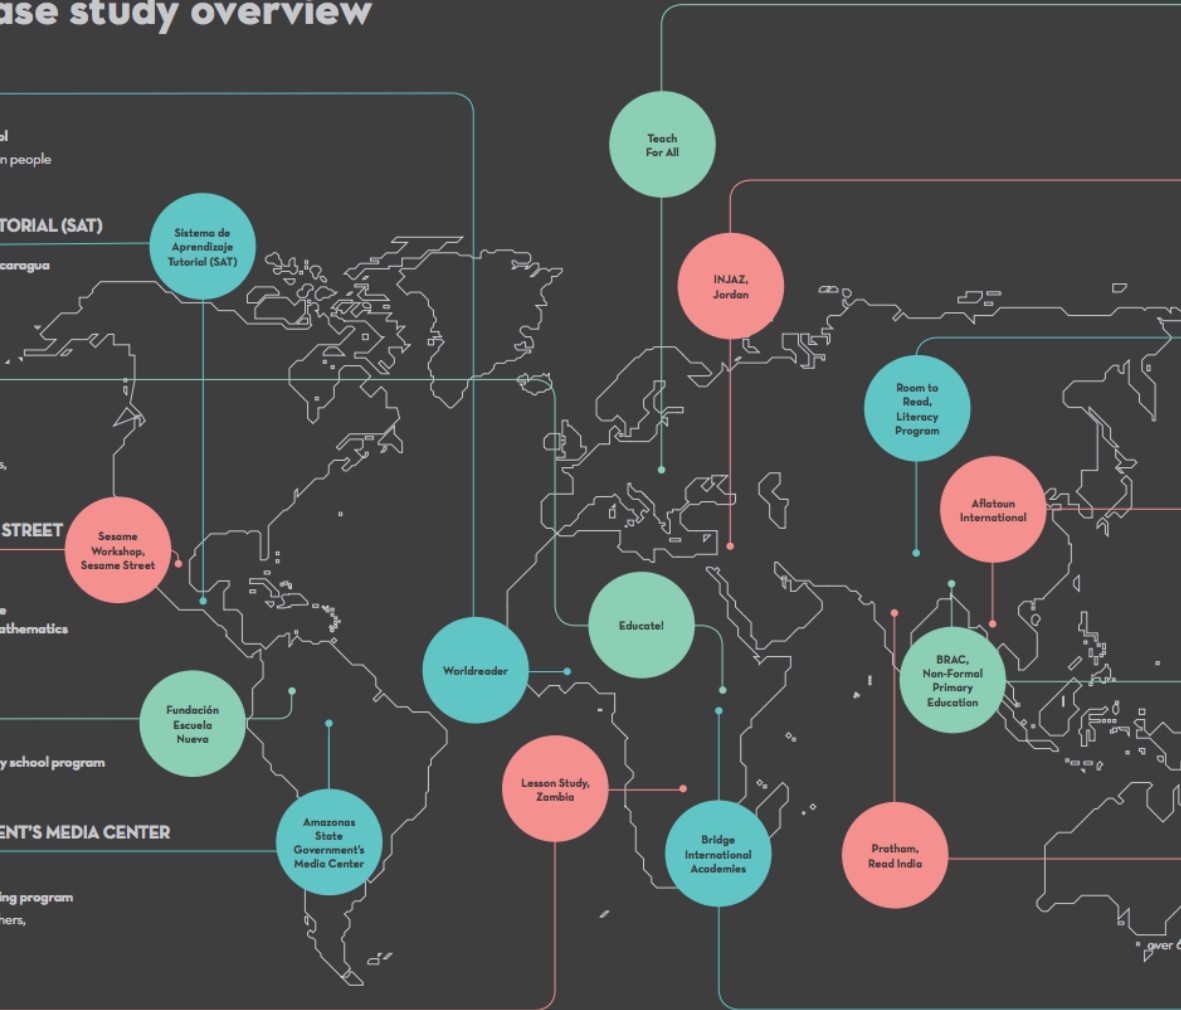 ase study overview
ol
n people
TORIAL (SAT)
caragua
s,
STREET
e
athematics
y school program
ENT'S MEDIA CENTER
ing program
hers,
Teach
For All
Sistema de
Aprendizaje
Tutorial (SAT)
INJAZ,
Jordan
Room to
Read,
Literacy
Program
Aflatoun
International
Sesame
Workshop,
Sesame Street
Educate!
Worldreader
BRAC,
Non-Formal
Primary
Education
Fundación
Escuela
Nueva
Lesson Study,
Zambia
Amazonas
State
Government's
Media Center
Bridge
International
Academies
Pratham,
Read India
over 6